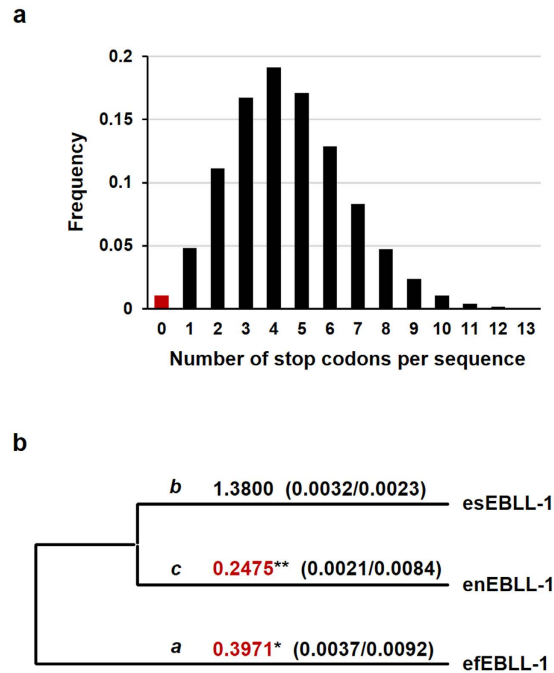 a
0.2
0.15
0.1
0.05
0
Frequency
0 1 2 3 4 5 6 7 8 9 10 11 12 13
Number of stop codons per sequence
b
b 1.3800 (0.0032/0.0023) esEBLL-1
c 0.2475** (0.0021/0.0084) enEBLL-1
a 0.3971* (0.0037/0.0092) efEBLL-1